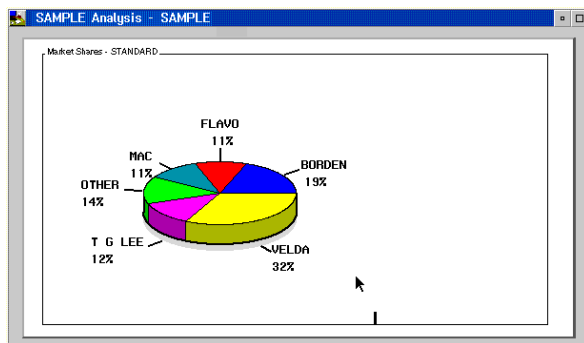 SAMPLE Analysis - SAMPLE
Market Shares - STANDARD
FLAVO
11%
MAC
11%
BORDEN
19%
OTHER
14%
T G LEE
12%
VELDA
32%